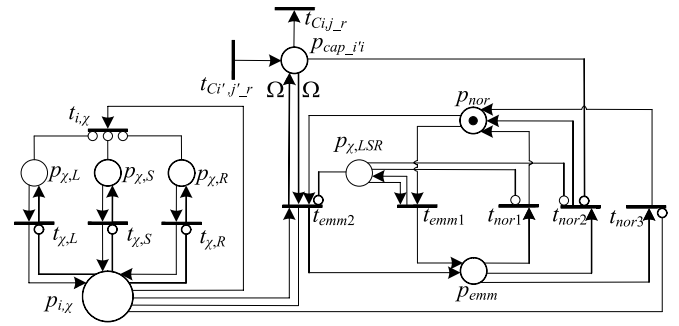 t_{Ci,j_r}
p_{cap_i'i}
t_{Ci',j'_r}
Ω Ω
p_{nor}
t_{i,χ}
p_{χ,L} p_{χ,S} p_{χ,R} p_{χ,LSR}
t_{χ,L} t_{χ,S} t_{χ,R} t_{emm2} t_{emm1} t_{nor1} t_{nor2} t_{nor3}
p_{i,χ} p_{emm}